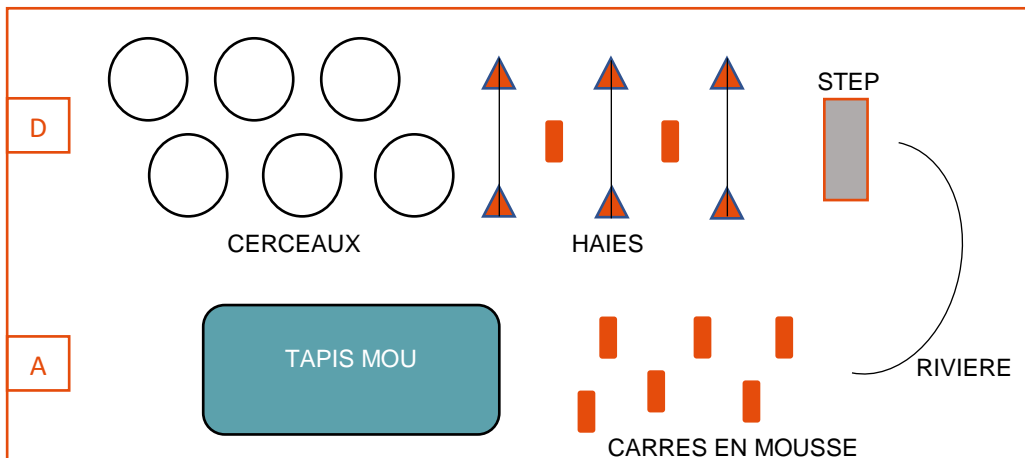 STEP
D
CERCEAUX
HAIES
TAPIS MOU
A
RIVIERE
CARRES EN MOUSSE